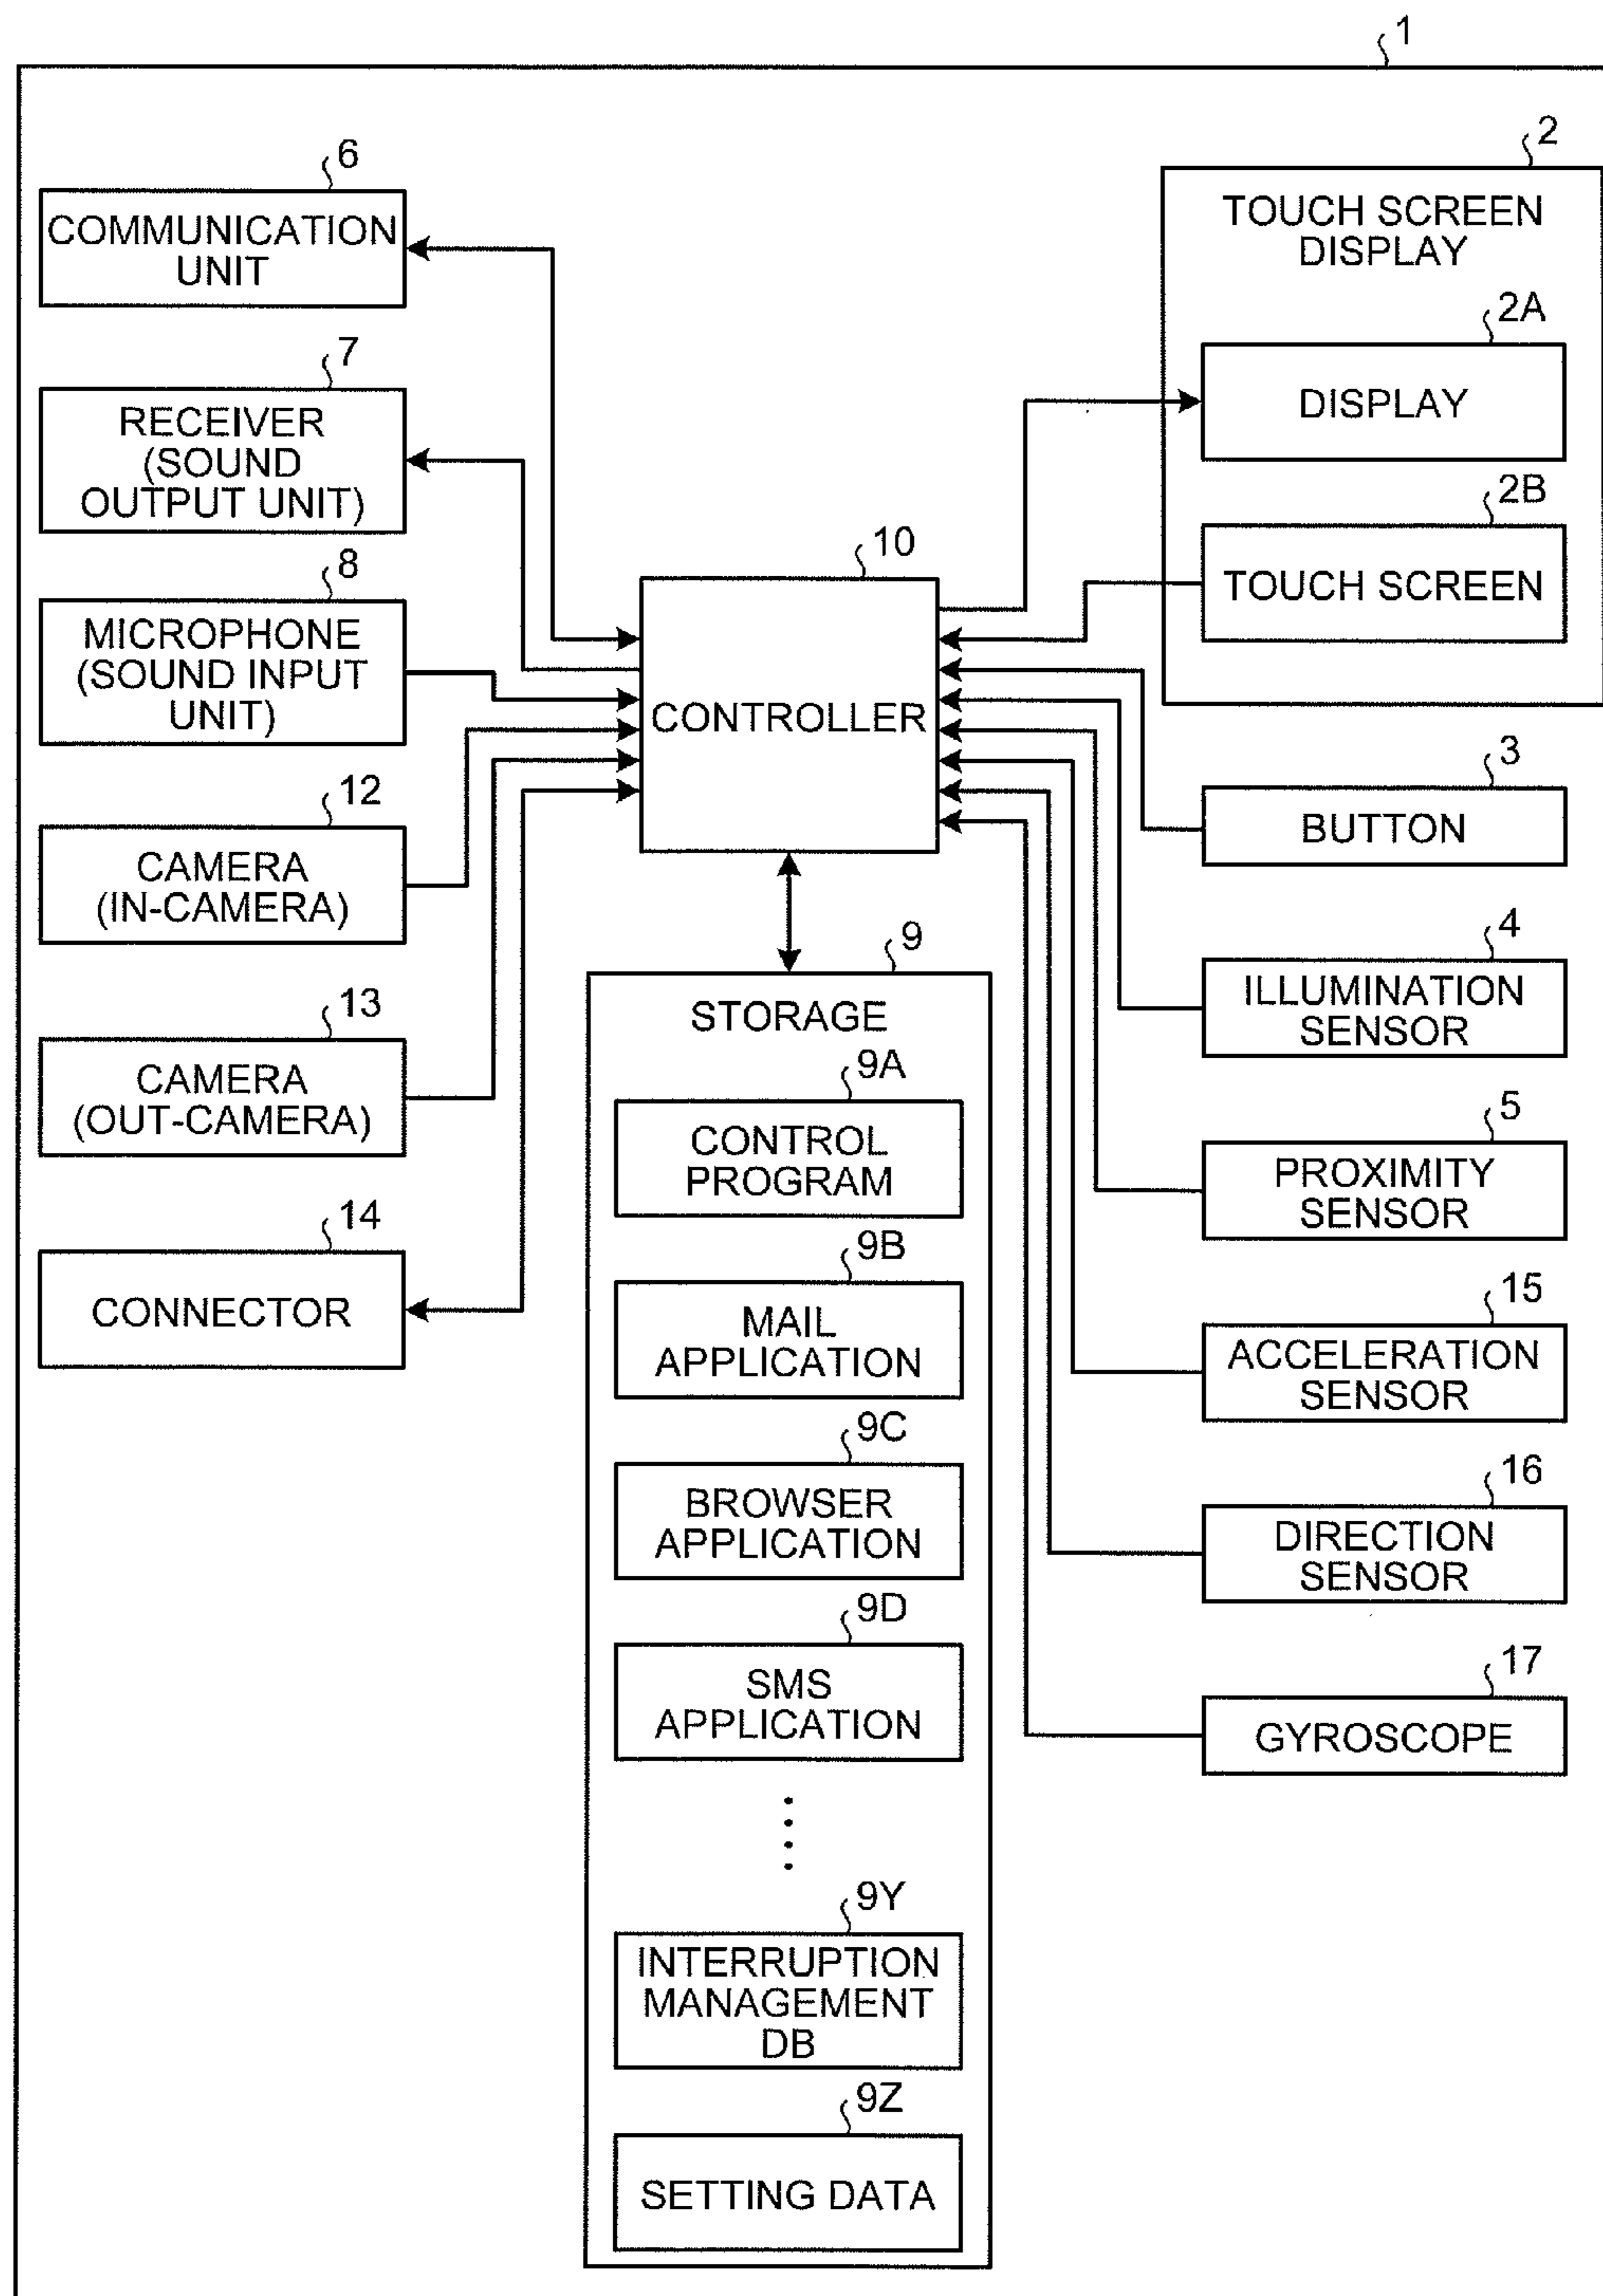 1
6
COMMUNICATION
UNIT
7
RECEIVER
(SOUND
OUTPUT UNIT)
8
MICROPHONE
(SOUND INPUT
UNIT)
12
CAMERA
(IN-CAMERA)
13
CAMERA
(OUT-CAMERA)
14
CONNECTOR
10
CONTROLLER
9
STORAGE
9A
CONTROL
PROGRAM
9B
MAIL
APPLICATION
9C
BROWSER
APPLICATION
9D
SMS
APPLICATION
9Y
INTERRUPTION
MANAGEMENT
DB
9Z
SETTING DATA
2
TOUCH SCREEN
DISPLAY
2A
DISPLAY
2B
TOUCH SCREEN
3
BUTTON
4
ILLUMINATION
SENSOR
5
PROXIMITY
SENSOR
15
ACCELERATION
SENSOR
16
DIRECTION
SENSOR
17
GYROSCOPE